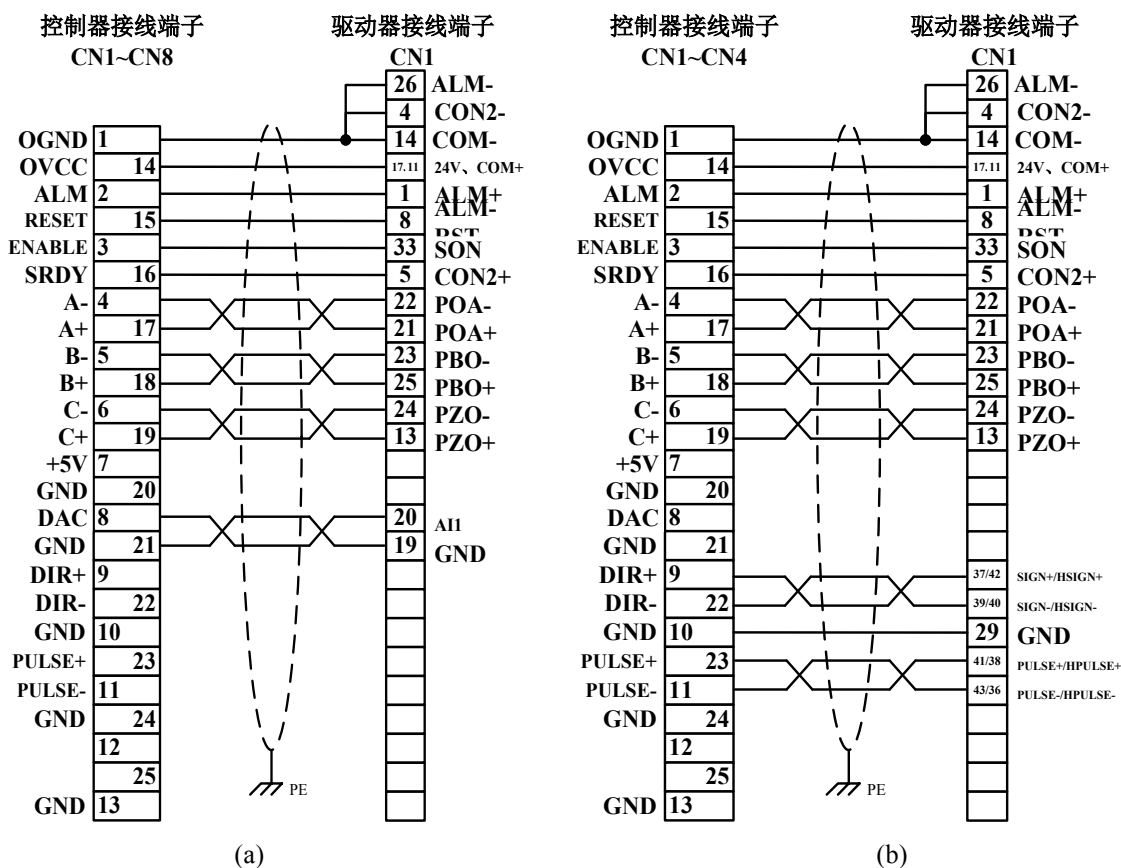 控制器接线端子 驱动器接线端子
CN1~CN8 CN1
26 ALM-
4 CON2-
OGND 1 14 COM-
OVCC 14 17.11 24V、COM+
ALM 2 1 ALM+
RESET 15 8 ALM-RST
ENABLE 3 33 SON
SRDY 16 5 CON2+
A- 4 22 POA-
A+ 17 21 POA+
B- 5 23 PBO-
B+ 18 25 PBO+
C- 6 24 PZO-
C+ 19 13 PZO+
+5V 7
GND 20
DAC 8 20 AI1
GND 21 19 GND
DIR+ 9
DIR- 22
GND 10
PULSE+ 23
PULSE- 11
GND 24
12
25
GND 13
PE
(a)
控制器接线端子 驱动器接线端子
CN1~CN4 CN1
26 ALM-
4 CON2-
OGND 1 14 COM-
OVCC 14 17.11 24V、COM+
ALM 2 1 ALM+
RESET 15 8 ALM-RST
ENABLE 3 33 SON
SRDY 16 5 CON2+
A- 4 22 POA-
A+ 17 21 POA+
B- 5 23 PBO-
B+ 18 25 PBO+
C- 6 24 PZO-
C+ 19 13 PZO+
+5V 7
GND 20
DAC 8
GND 21
DIR+ 9 37/42 SIGN+/HSIGN+
DIR- 22 39/40 SIGN-/HSIGN-
GND 10 29 GND
PULSE+ 23 41/38 PULSE+/HPULSE+
PULSE- 11 43/36 PULSE-/HPULSE-
GND 24
12
25
GND 13
PE
(b)